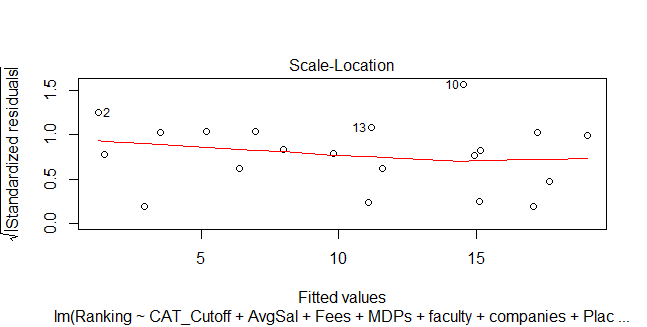 Scale-Location
√|Standardized residuals|
1.5
1.0
0.5
0.0
10
2
13
5
10
15
Fitted values
lm(Ranking ~ CAT_Cutoff + AvgSal + Fees + MDPs + faculty + companies + Plac ...